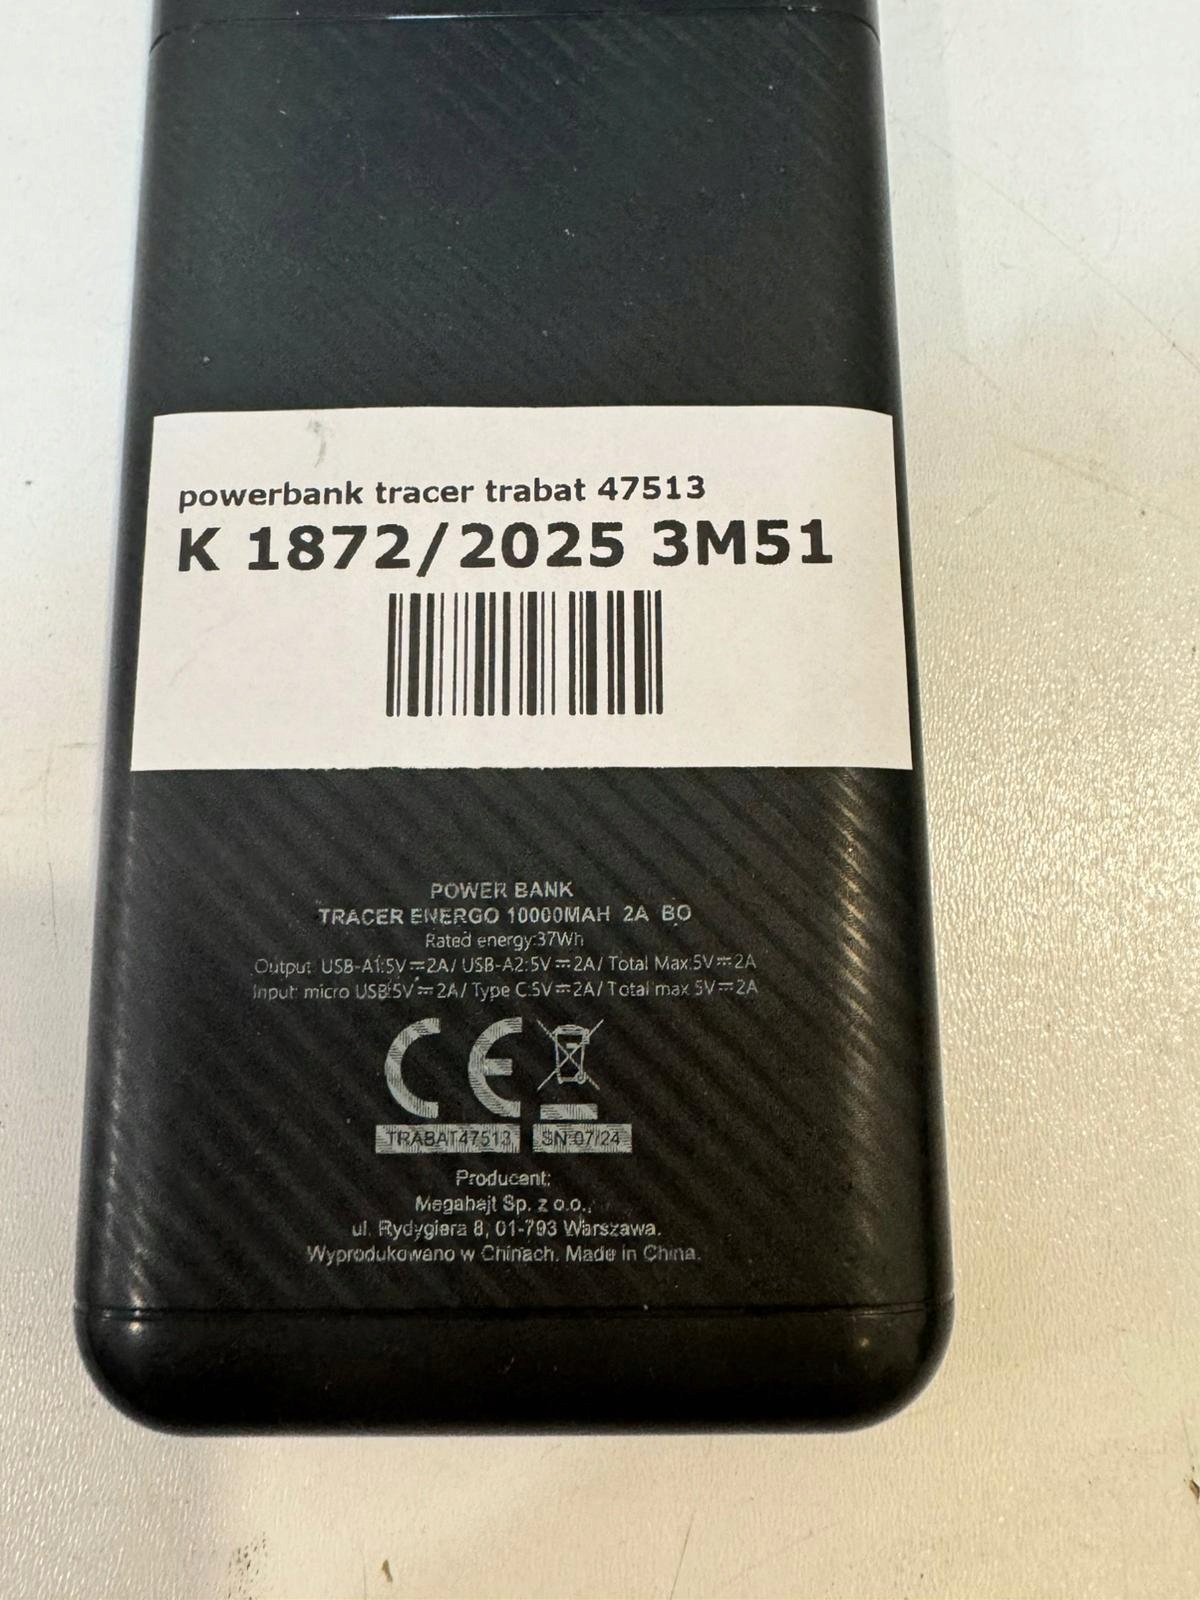 powerbank tracer trabat 47513
K 1872/2025 3M51
POWER BANK
TRACER ENERGO 10000MAH 2A BO
Rated energy:37Wh
Output: USB-A1:5V⎓2A/ USB-A2:5V⎓2A/ Total Max:5V⎓2A
Input: micro USB:5V⎓2A/ Type C:5V⎓2A/ Total max 5V⎓2A
CE
TRABAT47513 SN:07/24
Producent:
Megabajt Sp. z o.o.,
ul. Rydygiera 8, 01-793 Warszawa.
Wyprodukowano w Chinach. Made in China.